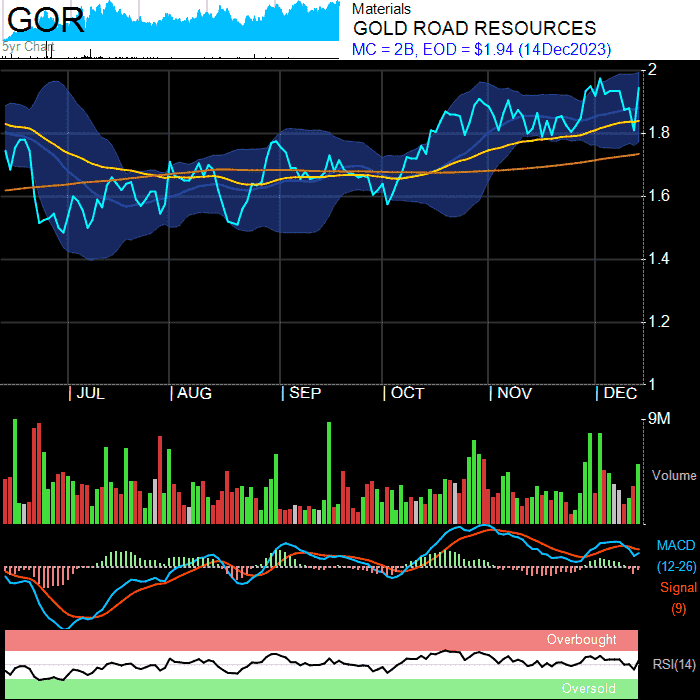 GOR
5yr Chart
Materials
GOLD ROAD RESOURCES
MC = 2B, EOD = $1.94 (14Dec2023)
2
1.8
1.6
1.4
1.2
1
JUL AUG SEP OCT NOV DEC
9M
Volume
MACD
(12-26)
Signal
(9)
Overbought
RSI(14)
Oversold